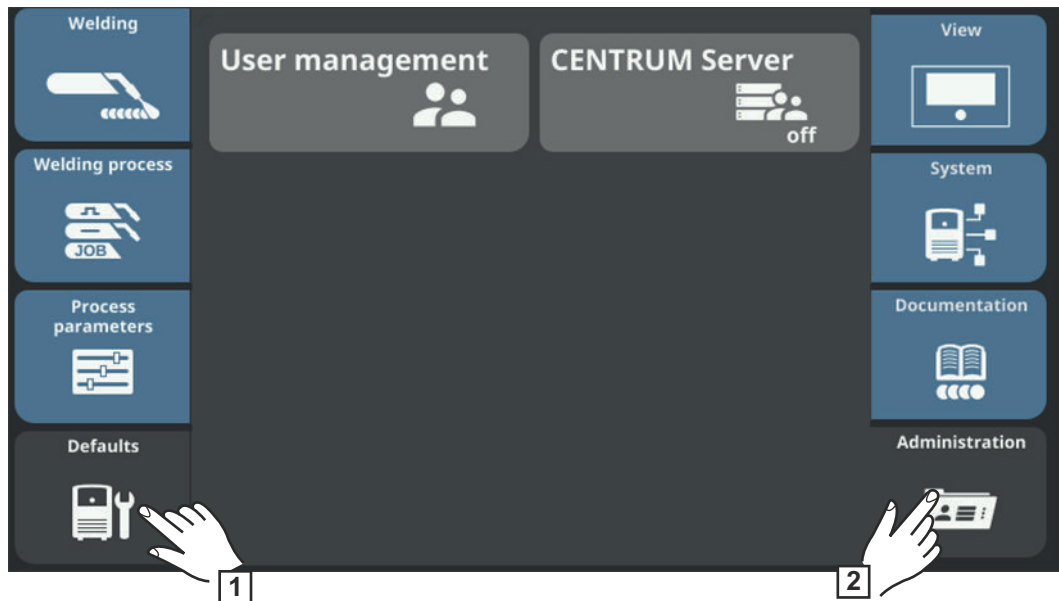 Welding
Welding process
JOB
Process
parameters
Defaults
User management
CENTRUM Server
off
View
System
Documentation
Administration
1
2